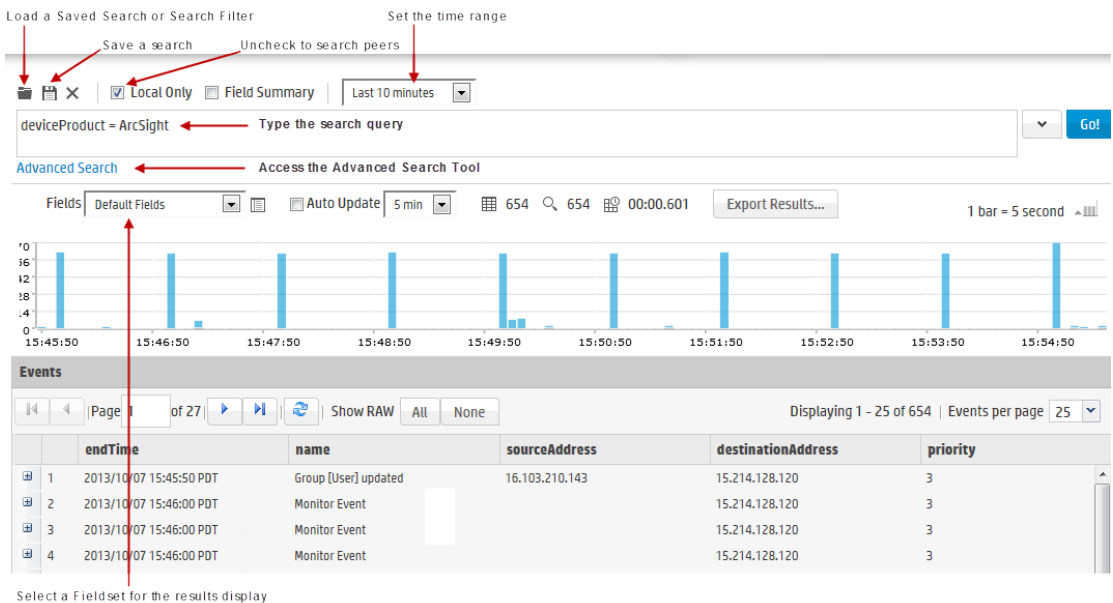 Load a Saved Search or Search Filter
Set the time range
Save a search
Uncheck to search peers
Local Only
Field Summary
Last 10 minutes
deviceProduct = ArcSight
Type the search query
Go!
Advanced Search
Access the Advanced Search Tool
Fields
Default Fields
Auto Update
5 min
654
654
00:00.601
Export Results...
1 bar = 5 second
15:45:50 15:46:50 15:47:50 15:48:50 15:49:50 15:50:50 15:51:50 15:52:50 15:53:50 15:54:50
Events
Page 1 of 27
Show RAW
All
None
Displaying 1 - 25 of 654
Events per page
25
endTime name sourceAddress destinationAddress priority
1 2013/10/07 15:45:50 PDT Group [User] updated 16.103.210.143 15.214.128.120 3
2 2013/10/07 15:46:00 PDT Monitor Event 15.214.128.120 3
3 2013/10/07 15:46:00 PDT Monitor Event 15.214.128.120 3
4 2013/10/07 15:46:00 PDT Monitor Event 15.214.128.120 3
Select a Fieldset for the results display